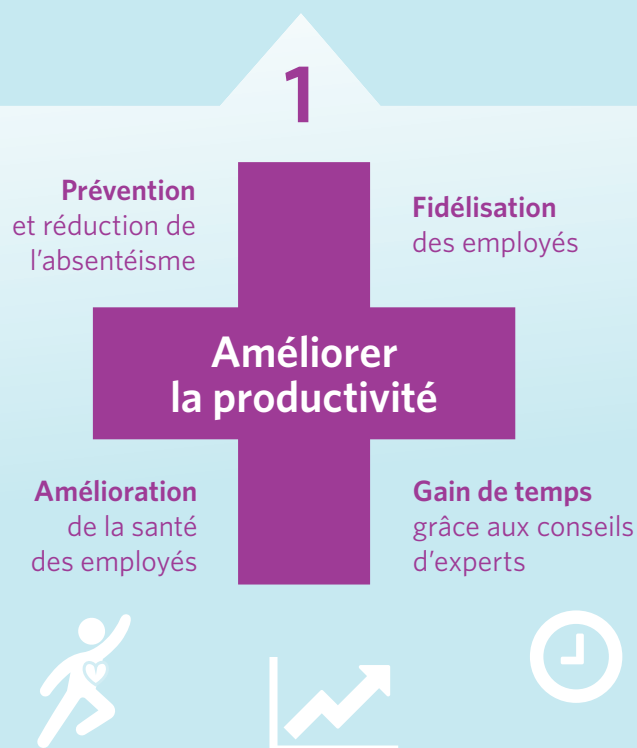 1
Prévention
et réduction de
l'absentéisme
Fidélisation
des employés
Améliorer
la productivité
Amélioration
de la santé
des employés
Gain de temps
grâce aux conseils
d'experts